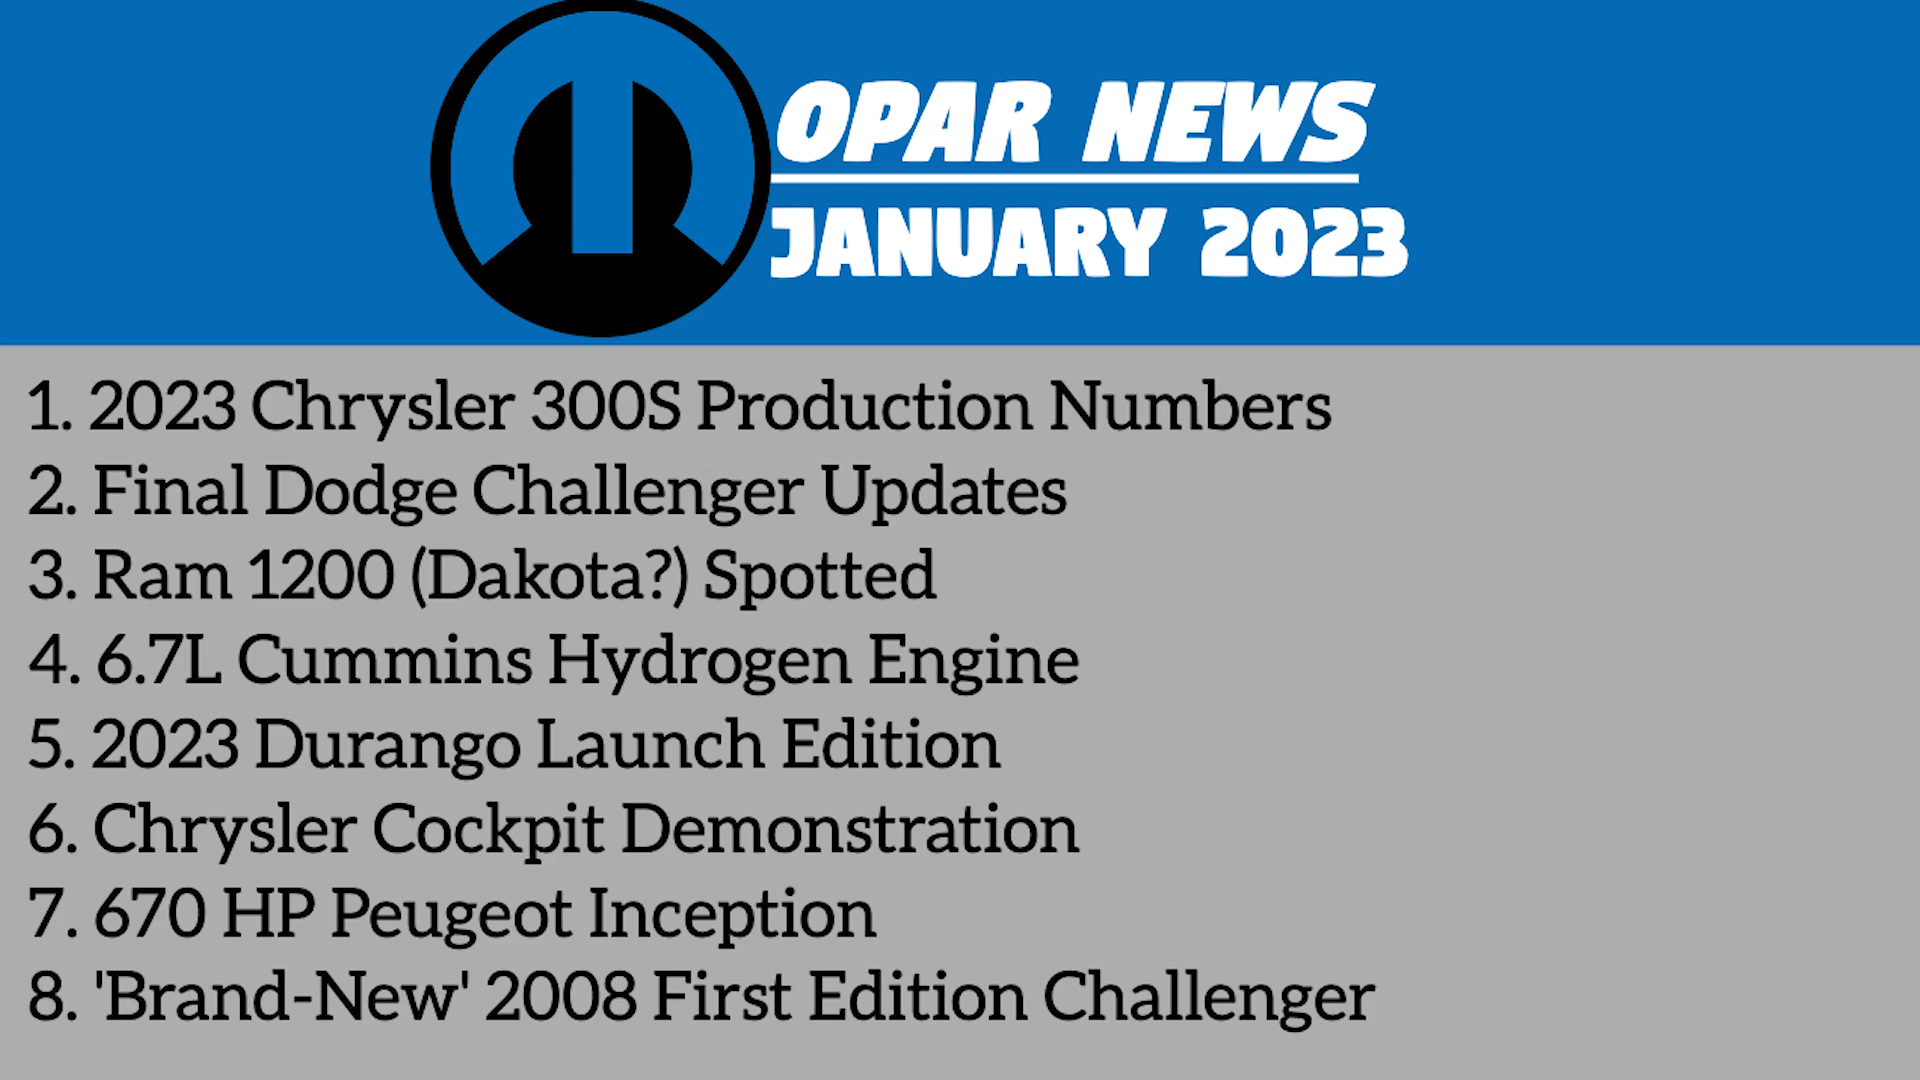 OPAR NEWS
JANUARY 2023
1. 2023 Chrysler 300S Production Numbers
2. Final Dodge Challenger Updates
3. Ram 1200 (Dakota?) Spotted
4. 6.7L Cummins Hydrogen Engine
5. 2023 Durango Launch Edition
6. Chrysler Cockpit Demonstration
7. 670 HP Peugeot Inception
8. 'Brand-New' 2008 First Edition Challenger